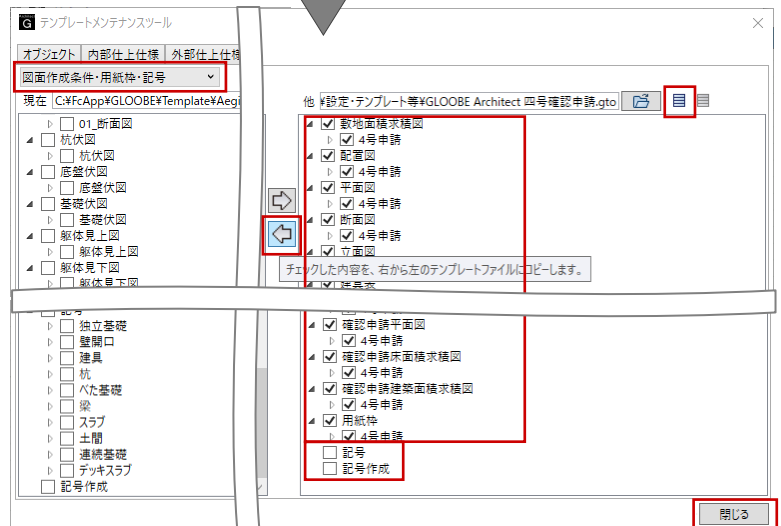 G テンプレートメンテナンスツール
オブジェクト 内部仕上仕様 外部仕上仕様
図面作成条件・用紙枠・記号
現在 C:¥FcApp¥GLOOBE¥Template¥Aegi
他 ¥設定・テンプレート等¥GLOOBE Architect 四号確認申請.gto
01_断面図
杭伏図
杭伏図
底盤伏図
底盤伏図
基礎伏図
基礎伏図
躯体見上図
躯体見上図
躯体見下図
躯体見下図
記号
独立基礎
壁開口
建具
杭
べた基礎
梁
スラブ
土間
連続基礎
デッキスラブ
記号作成
敷地面積求積図
4号申請
配置図
4号申請
平面図
4号申請
断面図
4号申請
立面図
チェックした内容を、右から左のテンプレートファイルにコピーします。
建具表
4号申請
確認申請平面図
4号申請
確認申請床面積求積図
4号申請
確認申請建築面積求積図
4号申請
用紙枠
4号申請
記号
記号作成
閉じる